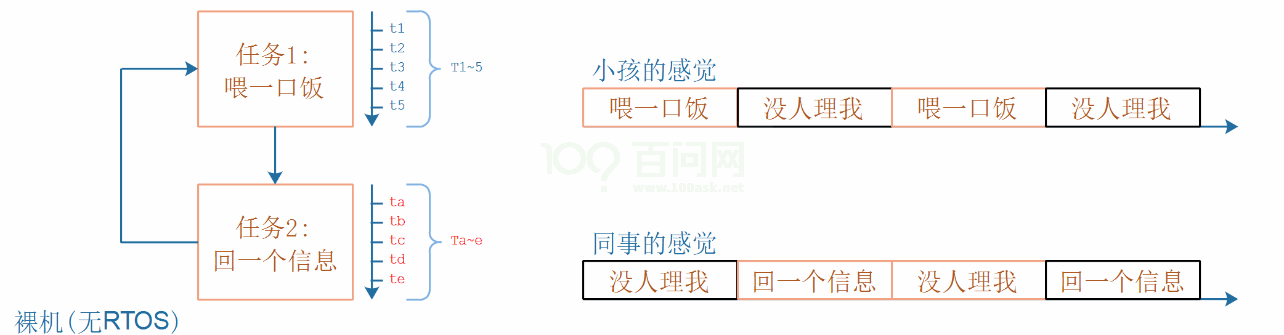 任务1:
喂一口饭
t1
t2
t3
t4
t5
T1~5
任务2:
回一个信息
ta
tb
tc
td
te
Ta~e
裸机(无RTOS)
小孩的感觉
喂一口饭 没人理我 喂一口饭 没人理我
百问网
www.100ask.net
同事的感觉
没人理我 回一个信息 没人理我 回一个信息